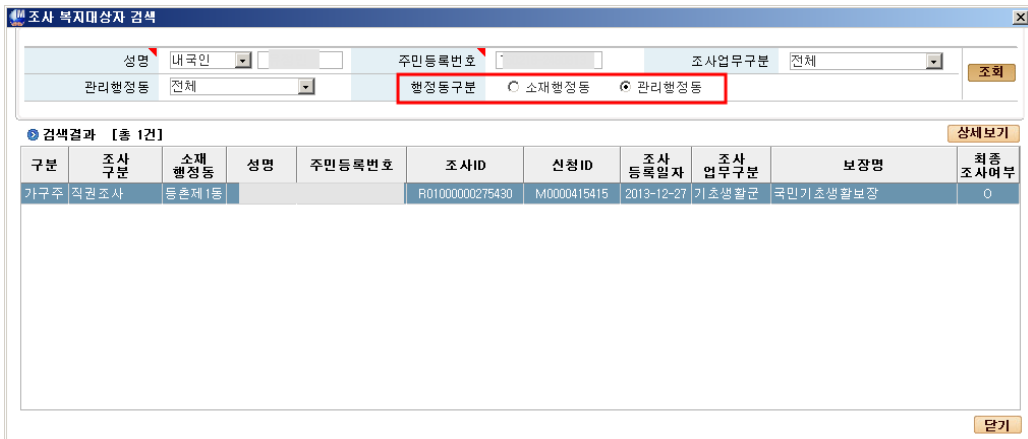 조사 복지대상자 검색
성명 내국인 주민등록번호 조사업무구분 전체 조회
관리행정동 전체 행정동구분 소재행정동 관리행정동
검색결과 [총 1건] 상세보기
구분 조사구분 소재행정동 성명 주민등록번호 조사ID 신청ID 조사등록일자 조사업무구분 보장명 최종조사여부
가구주 직권조사 등촌제1동 R01000000275430 M0000415415 2013-12-27 기초생활군 국민기초생활보장 O
닫기